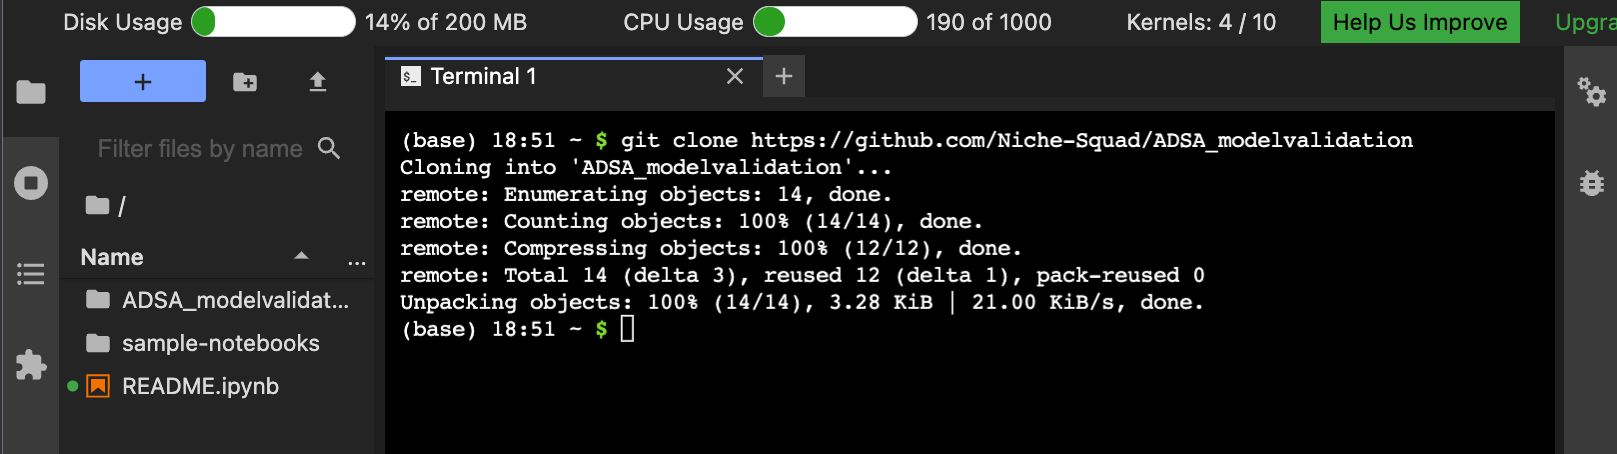 Disk Usage 14% of 200 MB CPU Usage 190 of 1000 Kernels: 4 / 10 Help Us Improve Upgra
+
$_ Terminal 1
Filter files by name
/
Name ...
ADSA_modelvalidat...
sample-notebooks
README.ipynb
(base) 18:51 ~ $ git clone https://github.com/Niche-Squad/ADSA_modelvalidation
Cloning into 'ADSA_modelvalidation'...
remote: Enumerating objects: 14, done.
remote: Counting objects: 100% (14/14), done.
remote: Compressing objects: 100% (12/12), done.
remote: Total 14 (delta 3), reused 12 (delta 1), pack-reused 0
Unpacking objects: 100% (14/14), 3.28 KiB | 21.00 KiB/s, done.
(base) 18:51 ~ $